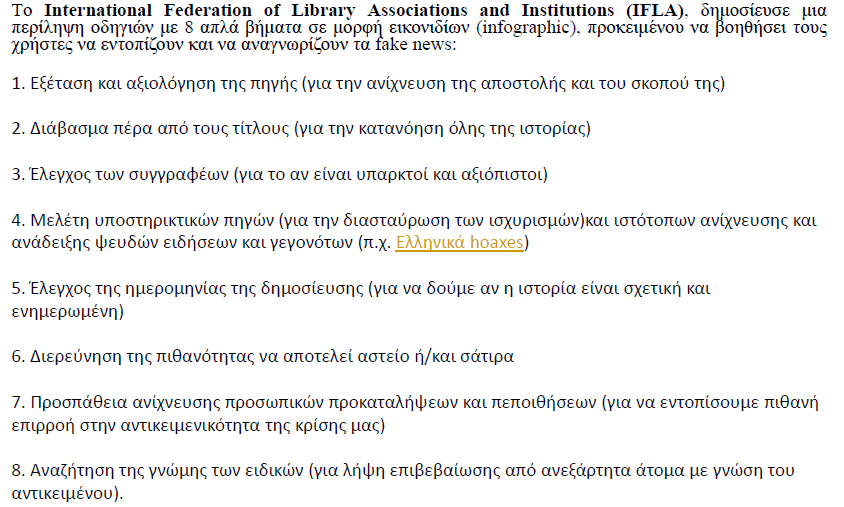 Το International Federation of Library Associations and Institutions (IFLA), δημοσίευσε μια
περίληψη οδηγιών με 8 απλά βήματα σε μορφή εικονιδίων (infographic), προκειμένου να βοηθήσει τους
χρήστες να εντοπίζουν και να αναγνωρίζουν τα fake news:
1. Εξέταση και αξιολόγηση της πηγής (για την ανίχνευση της αποστολής και του σκοπού της)
2. Διάβασμα πέρα από τους τίτλους (για την κατανόηση όλης της ιστορίας)
3. Έλεγχος των συγγραφέων (για το αν είναι υπαρκτοί και αξιόπιστοι)
4. Μελέτη υποστηρικτικών πηγών (για την διασταύρωση των ισχυρισμών)και ιστότοπων ανίχνευσης και
ανάδειξης ψευδών ειδήσεων και γεγονότων (π.χ. Ελληνικά hoaxes)
5. Έλεγχος της ημερομηνίας της δημοσίευσης (για να δούμε αν η ιστορία είναι σχετική και
ενημερωμένη)
6. Διερεύνηση της πιθανότητας να αποτελεί αστείο ή/και σάτιρα
7. Προσπάθεια ανίχνευσης προσωπικών προκαταλήψεων και πεποιθήσεων (για να εντοπίσουμε πιθανή
επιρροή στην αντικειμενικότητα της κρίσης μας)
8. Αναζήτηση της γνώμης των ειδικών (για λήψη επιβεβαίωσης από ανεξάρτητα άτομα με γνώση του
αντικειμένου).